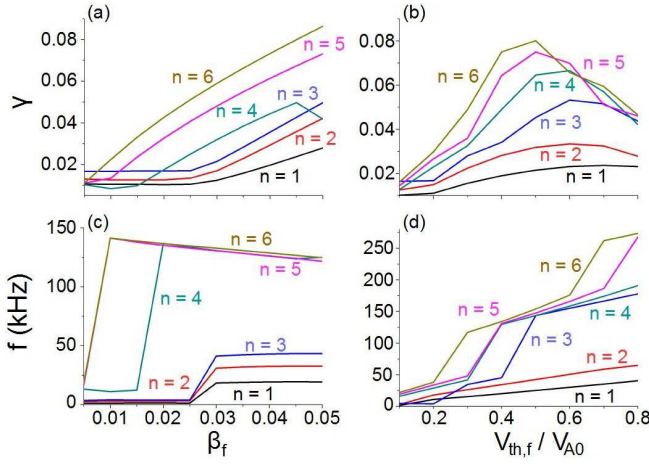 (a)
γ
0.08
0.06
0.04
0.02
n = 6
n = 5
n = 4
n = 3
n = 2
n = 1
(b)
0.08
0.06
0.04
0.02
n = 6
n = 5
n = 4
n = 3
n = 2
n = 1
(c)
f (kHz)
150
100
50
0
n = 6
n = 5
n = 4
n = 3
n = 2
n = 1
0.01 0.02 0.03 0.04 0.05
βf
(d)
250
200
150
100
50
0
n = 6
n = 5
n = 4
n = 3
n = 2
n = 1
0.2 0.4 0.6 0.8
Vth,f / VA0